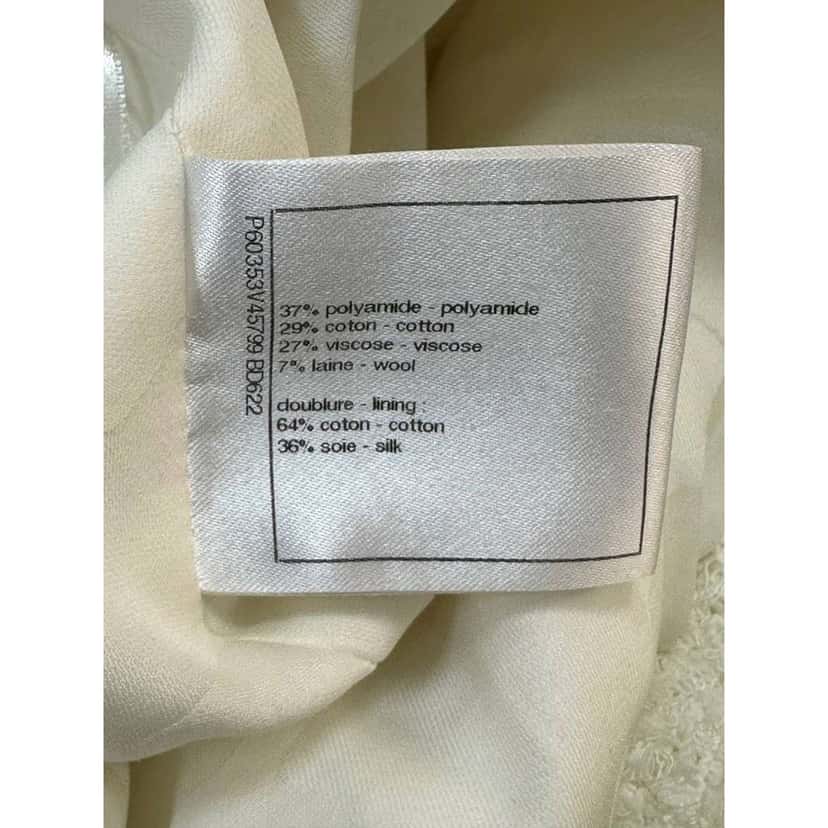 P60353V45799 BD622
37% polyamide - polyamide
29% coton - cotton
27% viscose - viscose
7% laine - wool
doublure - lining :
64% coton - cotton
36% soie - silk